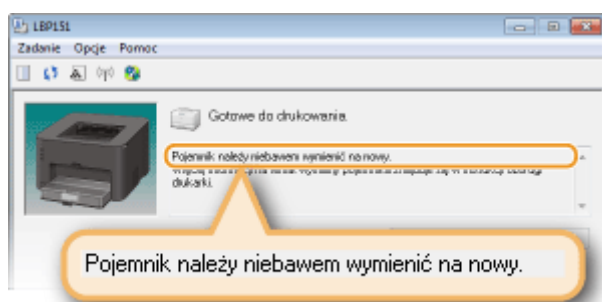 LBP151
Zadanie Opcje Pomoc
Gotowe do drukowania.
Pojemnik należy niebawem wymienić na nowy.
drukarki.
Pojemnik należy niebawem wymienić na nowy.